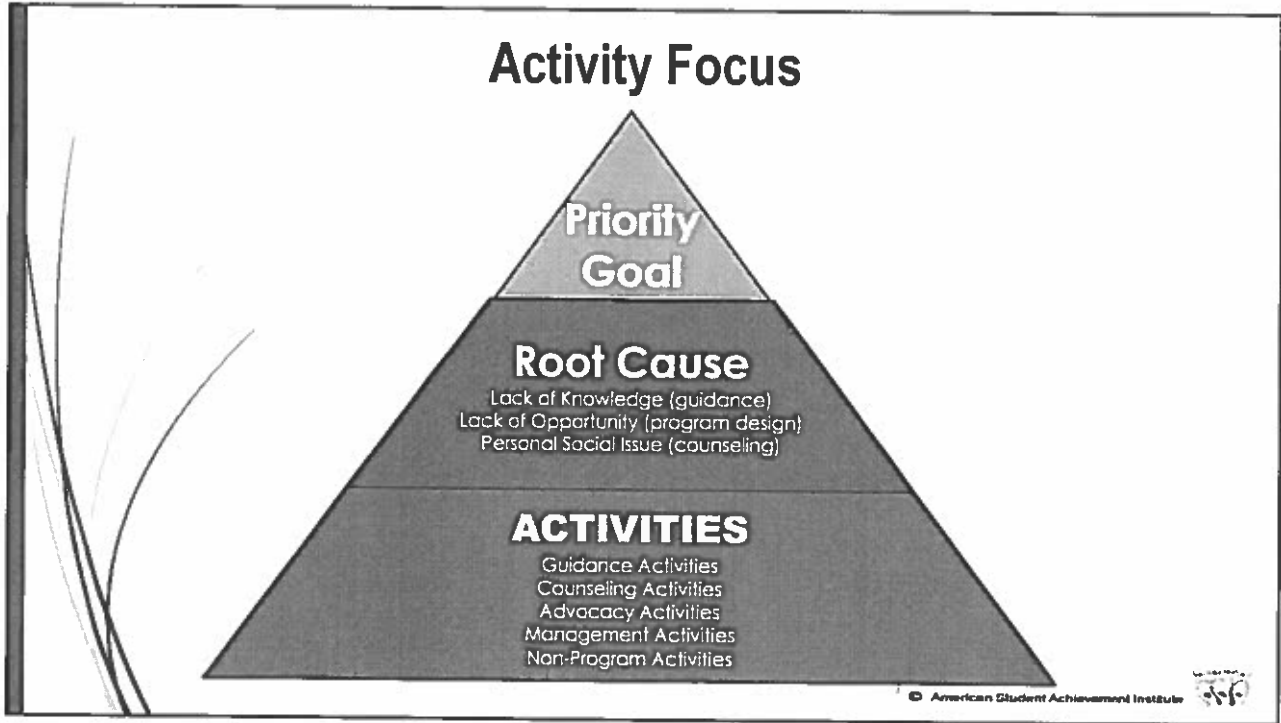 Activity Focus
Priority
Goal
Root Cause
Lack of Knowledge (guidance)
Lack of Opportunity (program design)
Personal Social Issue (counseling)
ACTIVITIES
Guidance Activities
Counseling Activities
Advocacy Activities
Management Activities
Non-Program Activities
© American Student Achievement Institute